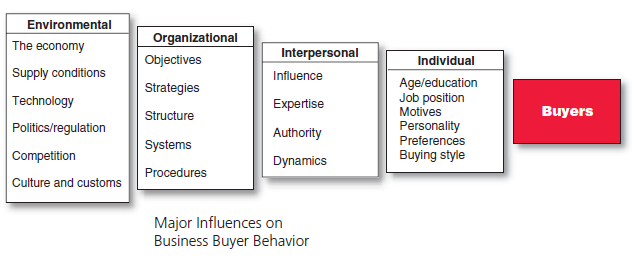 Environmental
The economy
Supply conditions
Technology
Politics/regulation
Competition
Culture and customs
Organizational
Objectives
Strategies
Structure
Systems
Procedures
Interpersonal
Influence
Expertise
Authority
Dynamics
Individual
Age/education
Job position
Motives
Personality
Preferences
Buying style
Buyers
Major Influences on
Business Buyer Behavior